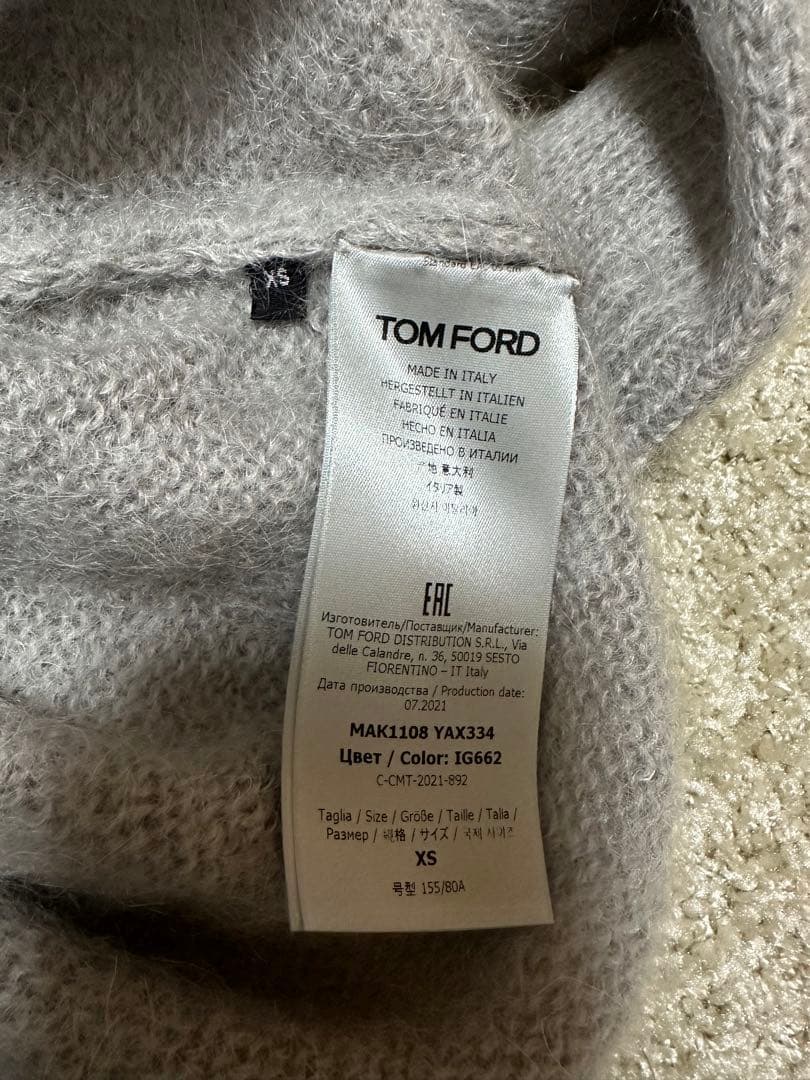 XS
TOM FORD
MADE IN ITALY
HERGESTELLT IN ITALIEN
FABRIQUÉ EN ITALIE
HECHO EN ITALIA
ПРОИЗВЕДЕНО В ИТАЛИИ
地 意大利
イタリア製
EAC
Изготовитель/Поставщик/Manufacturer:
TOM FORD DISTRIBUTION S.R.L., Via
delle Calandre, n. 36, 50019 SESTO
FIORENTINO – IT Italy
Дата производства / Production date:
07.2021
MAK1108 YAX334
Цвет / Color: IG662
C-CMT-2021-892
Taglia / Size / Größe / Taille / Talla /
Размер / 规格 / サイズ / 국제 사이즈
XS
号型 155/80A